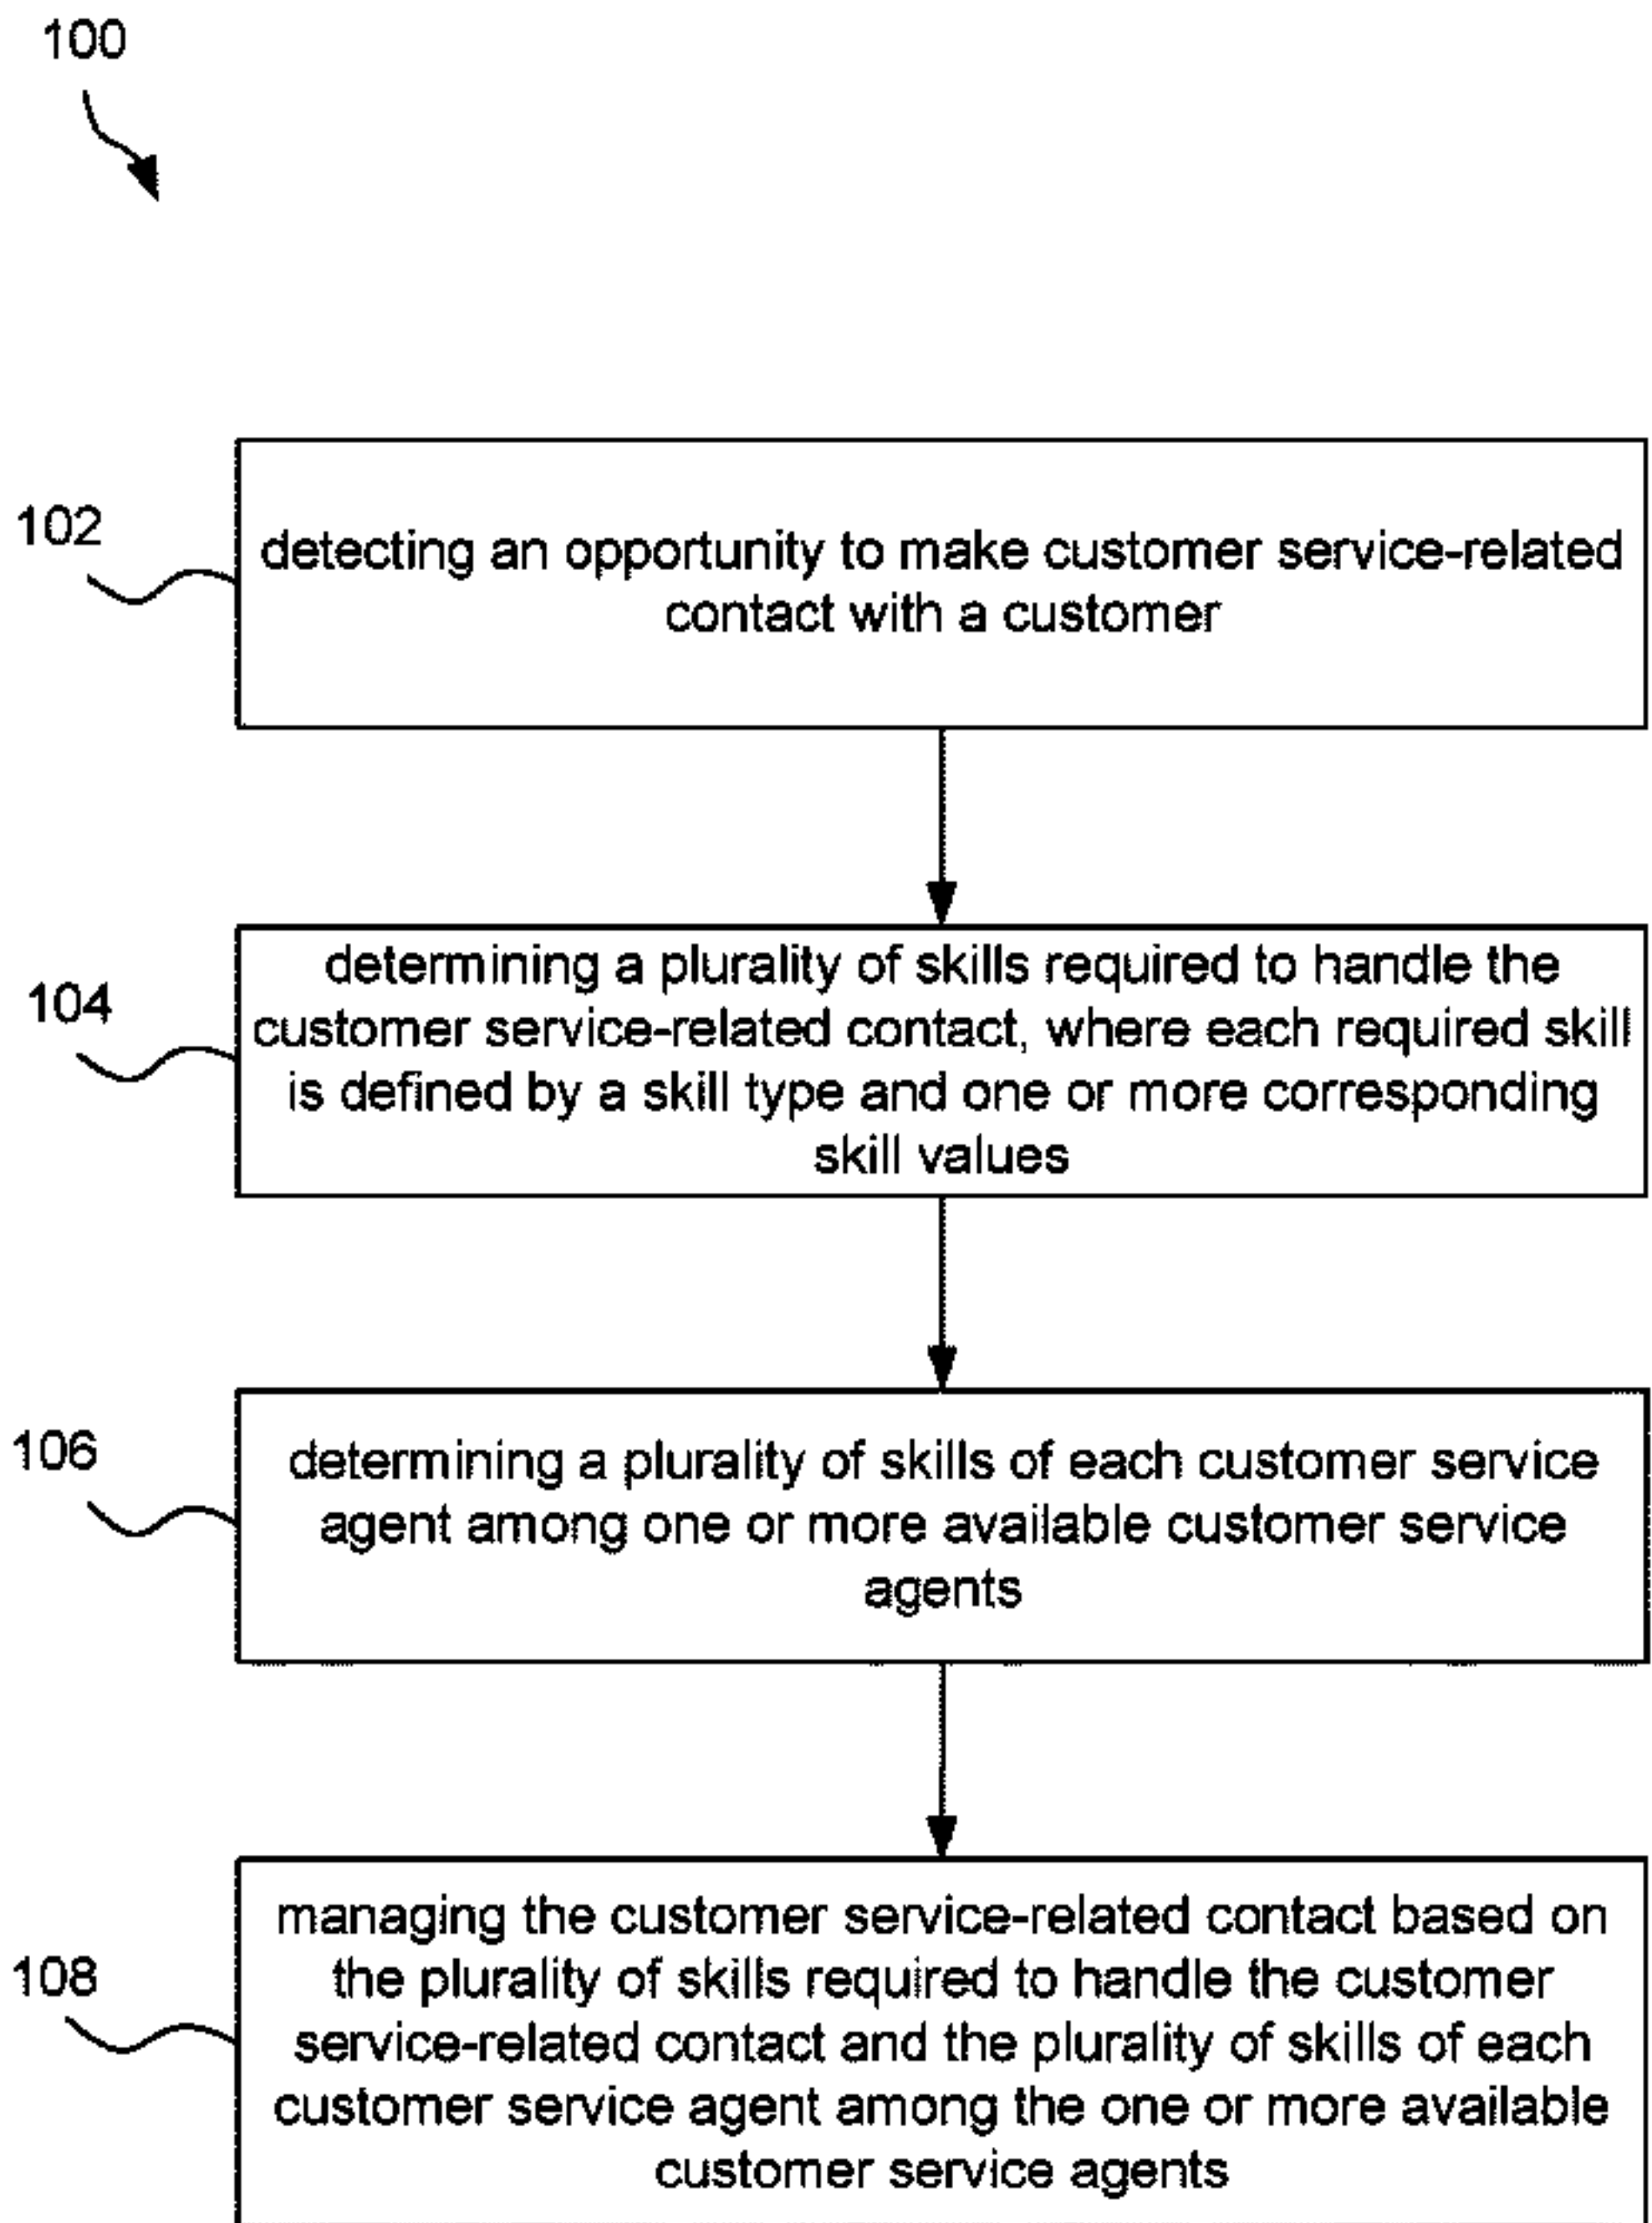 100
102
detecting an opportunity to make customer service-related
contact with a customer
104
determining a plurality of skills required to handle the
customer service-related contact, where each required skill
is defined by a skill type and one or more corresponding
skill values
106
determining a plurality of skills of each customer service
agent among one or more available customer service
agents
108
managing the customer service-related contact based on
the plurality of skills required to handle the customer
service-related contact and the plurality of skills of each
customer service agent among the one or more available
customer service agents